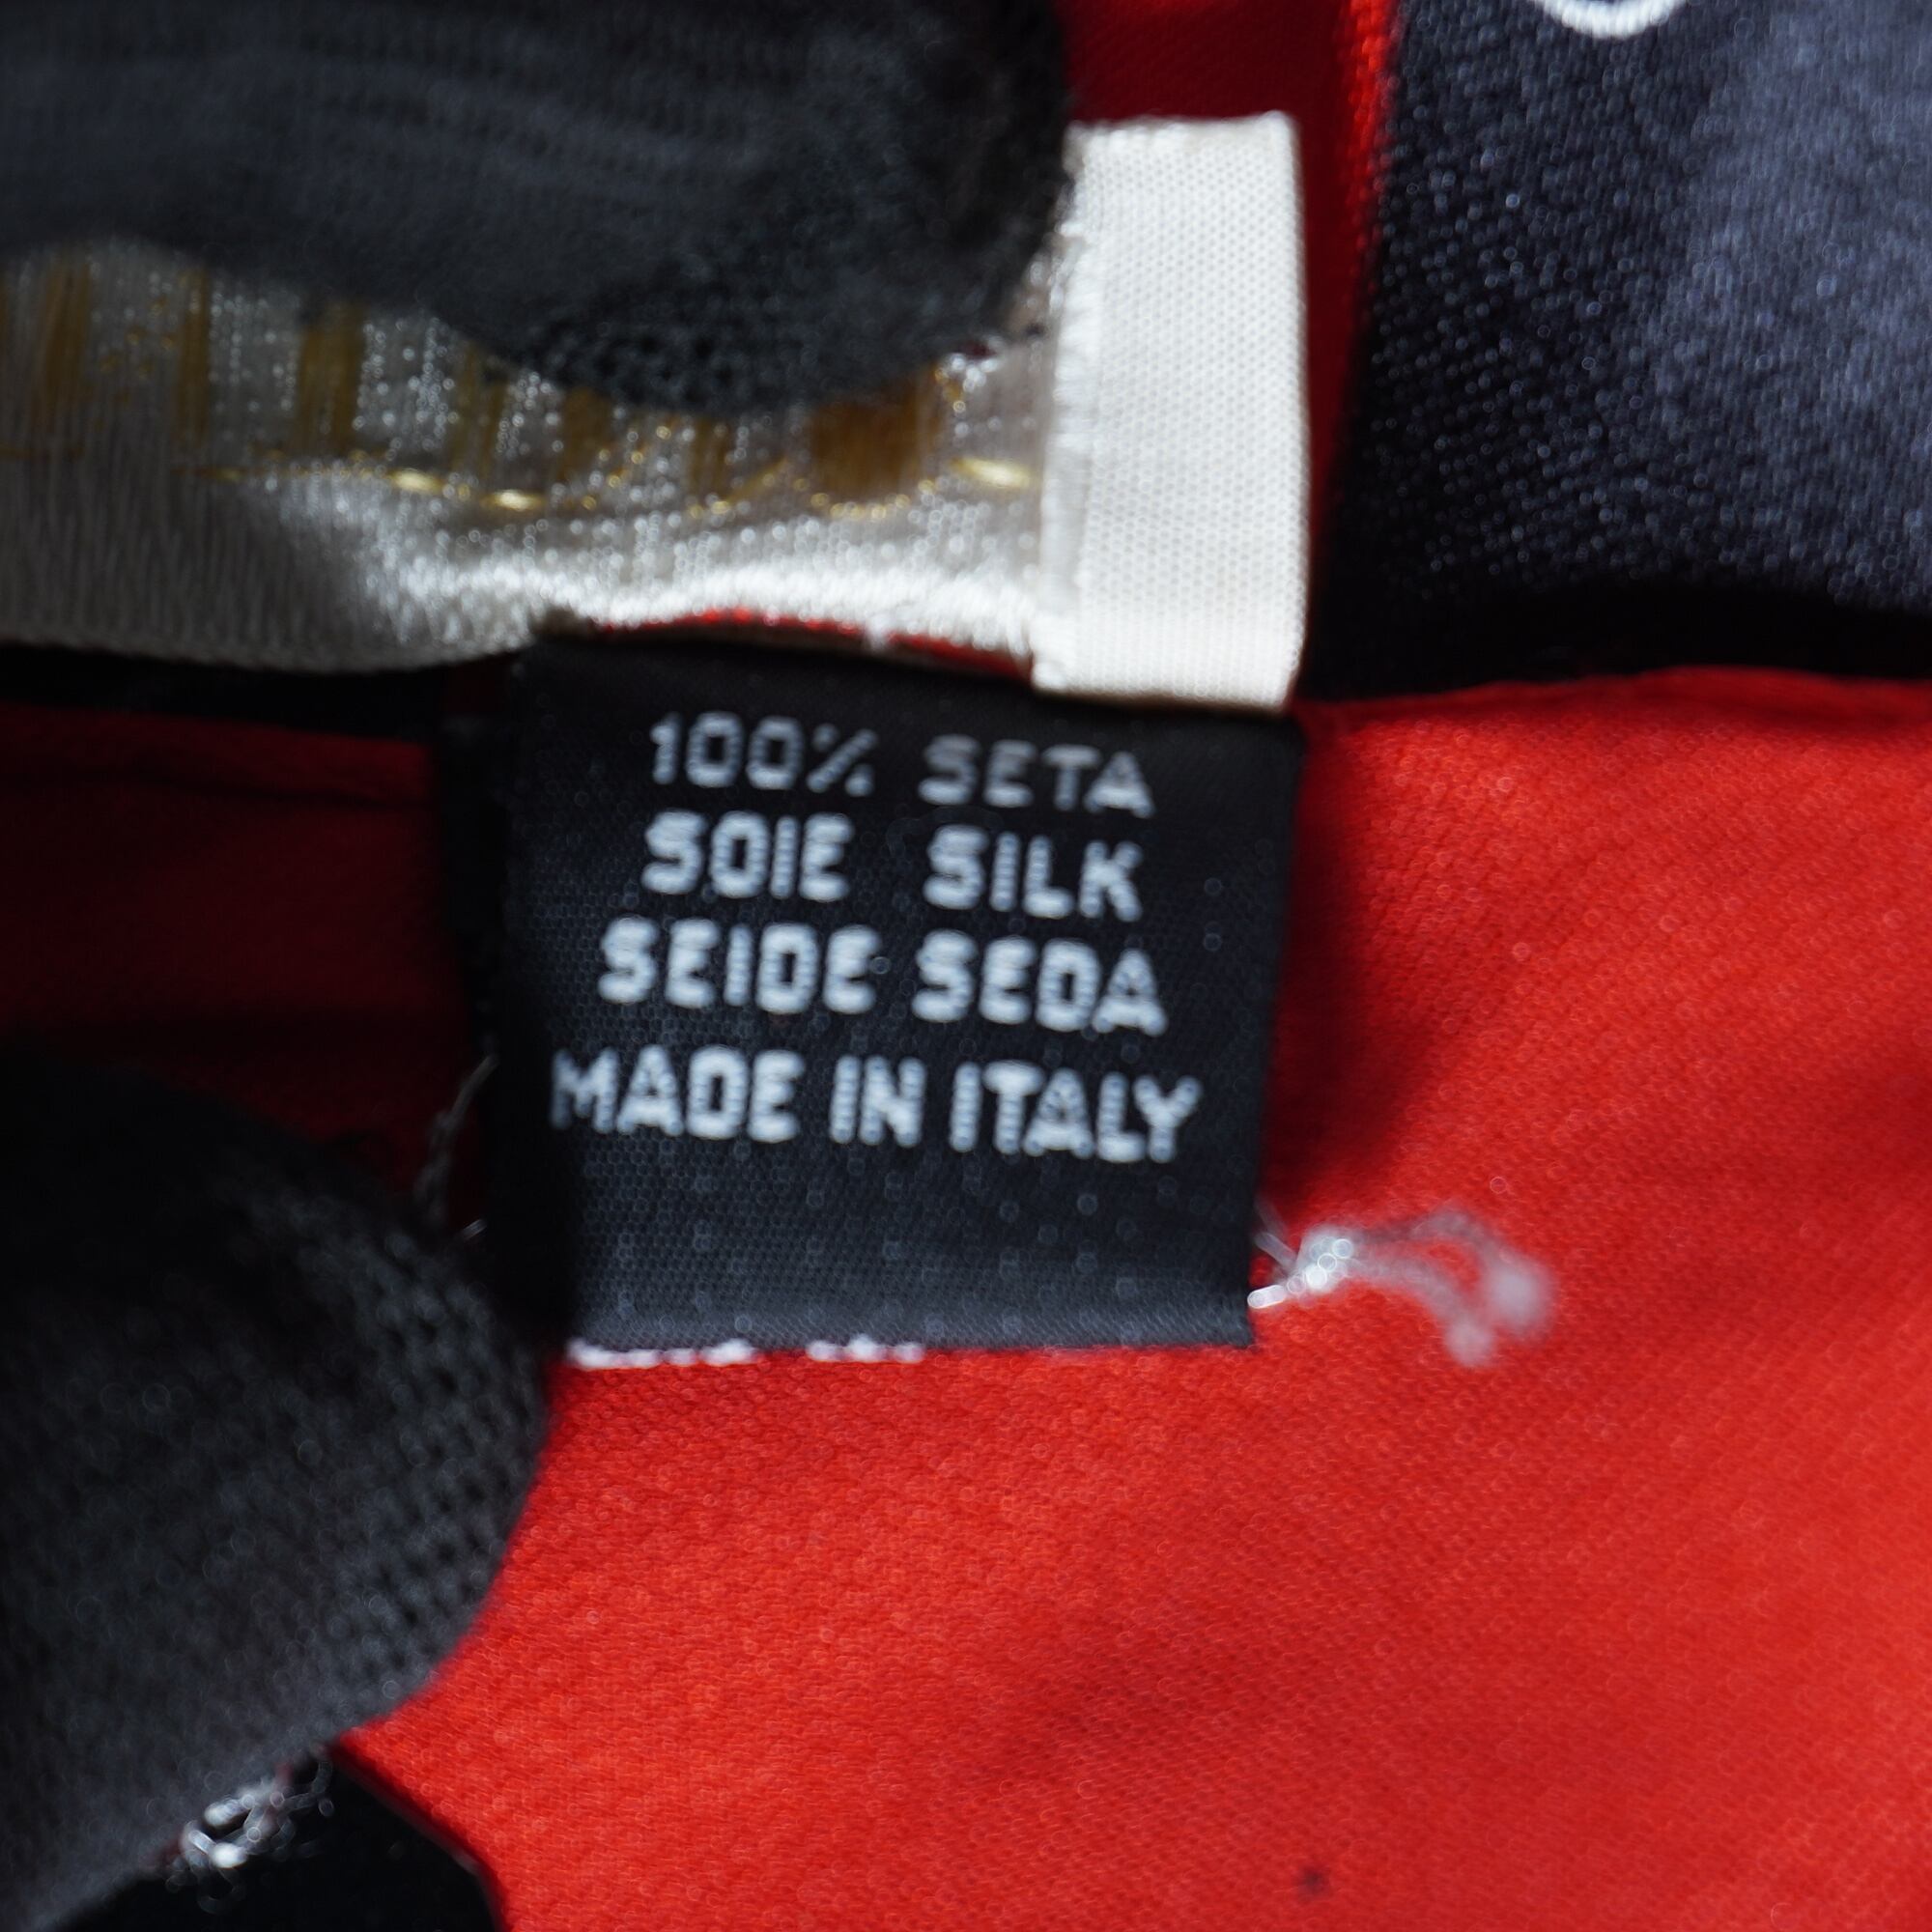 100% SETA
SOIE SILK
SEIDE SEDA
MADE IN ITALY